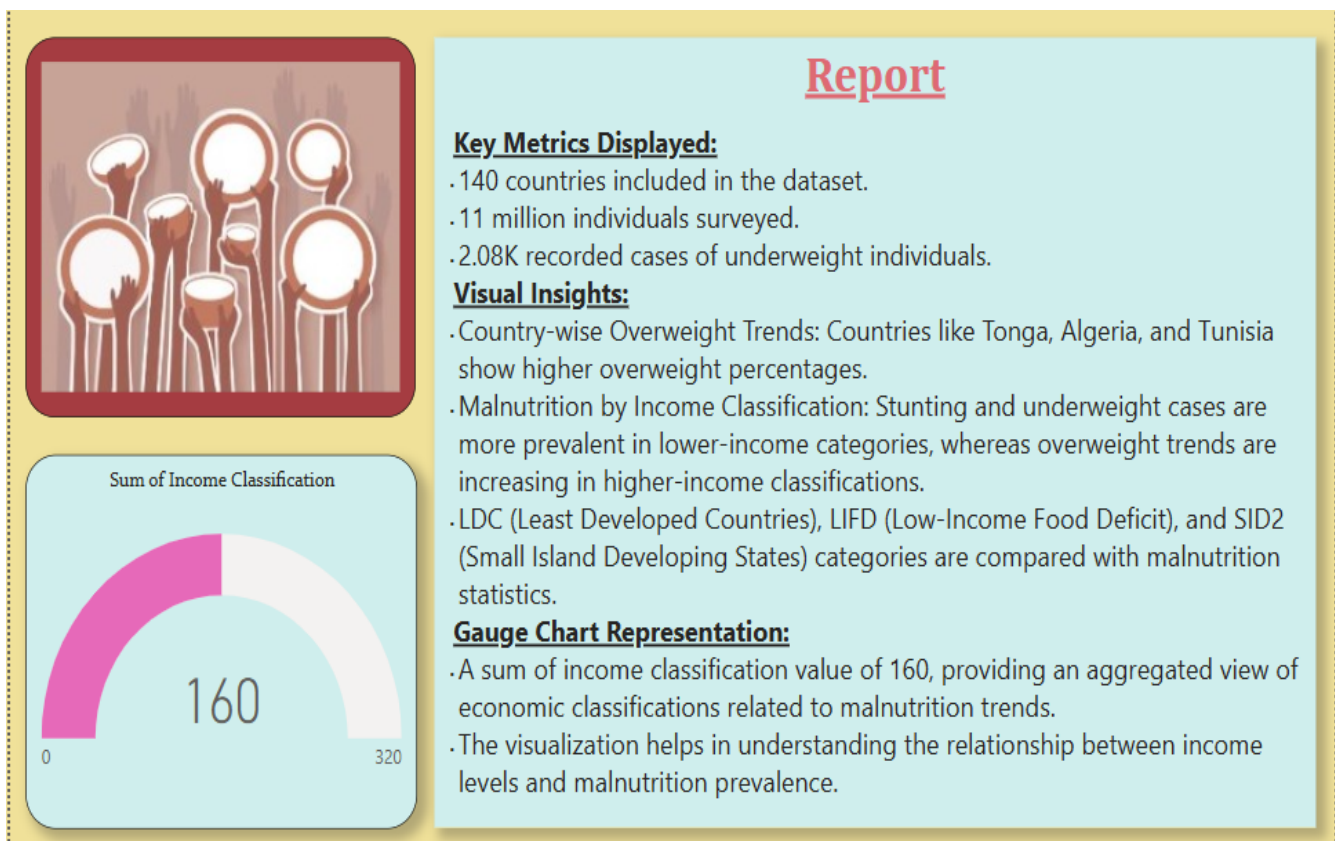 Report
Key Metrics Displayed:
.140 countries included in the dataset.
.11 million individuals surveyed.
.2.08K recorded cases of underweight individuals.
Visual Insights:
.Country-wise Overweight Trends: Countries like Tonga, Algeria, and Tunisia
show higher overweight percentages.
.Malnutrition by Income Classification: Stunting and underweight cases are
more prevalent in lower-income categories, whereas overweight trends are
increasing in higher-income classifications.
.LDC (Least Developed Countries), LIFD (Low-Income Food Deficit), and SID2
(Small Island Developing States) categories are compared with malnutrition
statistics.
Gauge Chart Representation:
.A sum of income classification value of 160, providing an aggregated view of
economic classifications related to malnutrition trends.
.The visualization helps in understanding the relationship between income
levels and malnutrition prevalence.
Sum of Income Classification
160
0 320